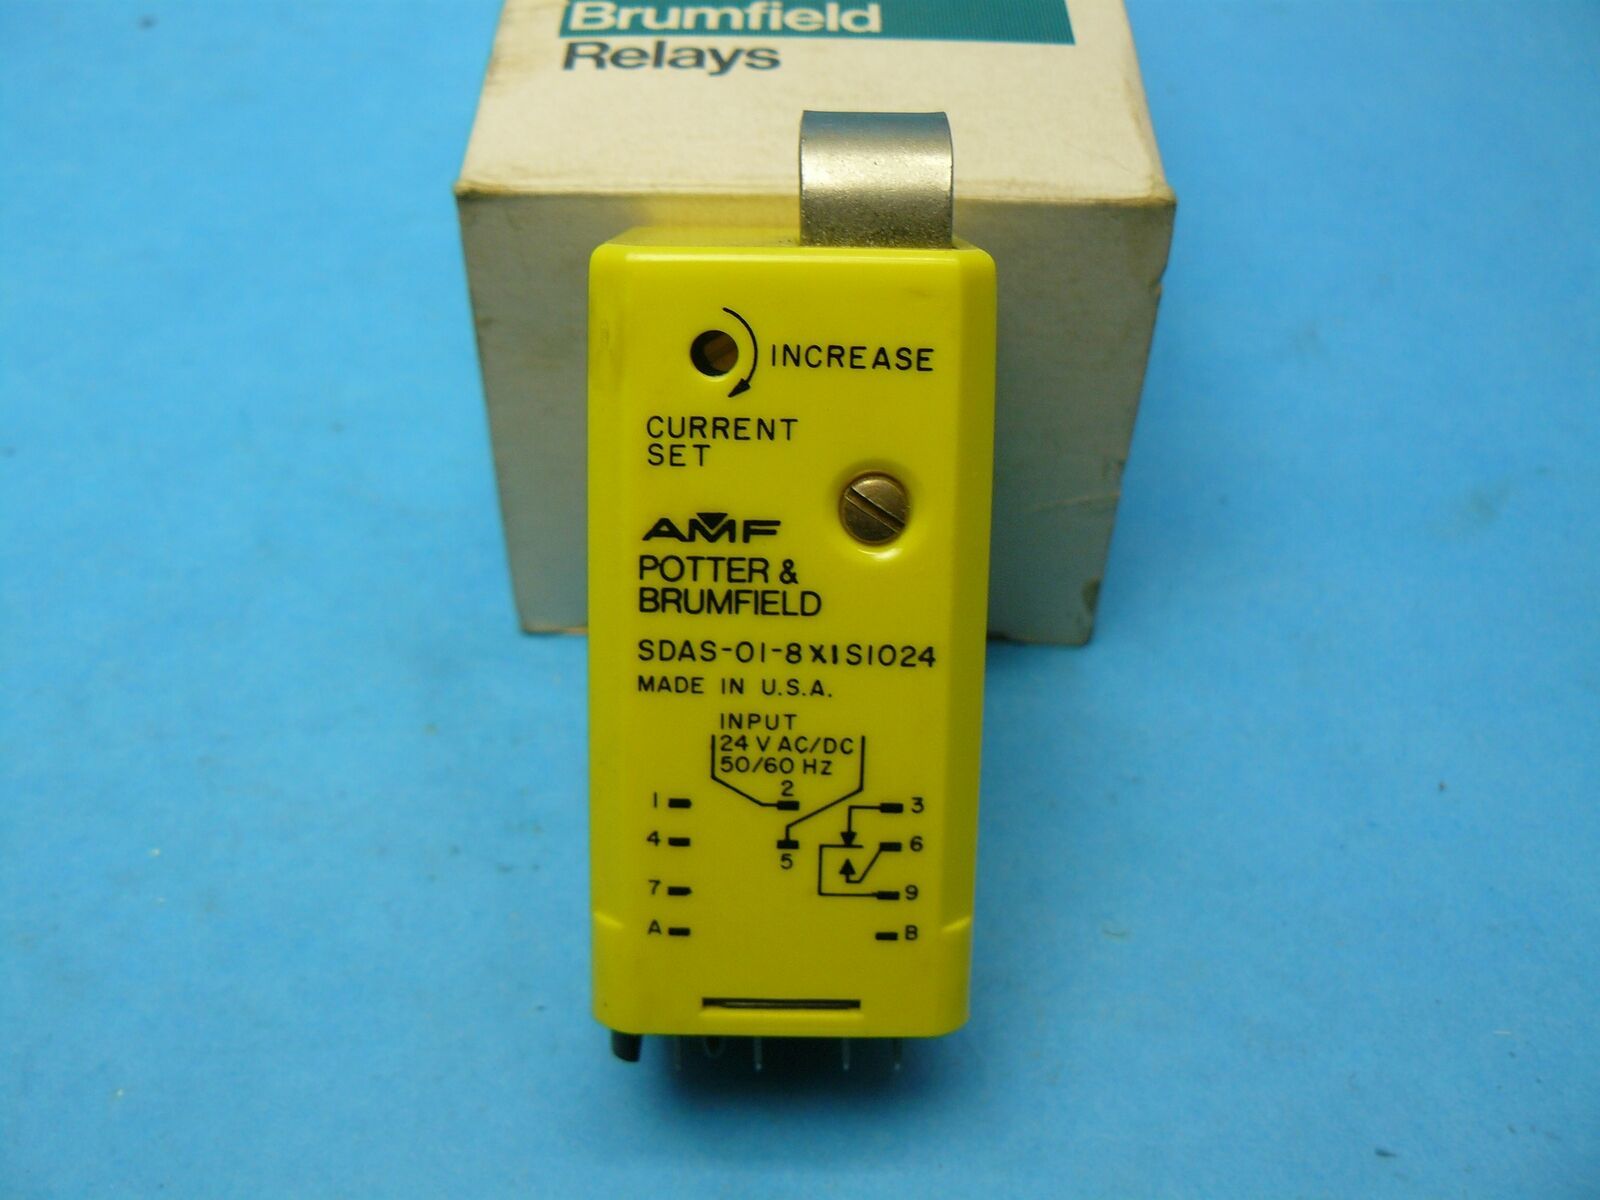 Brumfield
Relays
INCREASE
CURRENT
SET
AMF
POTTER &
BRUMFIELD
SDAS-01-8X1S1024
MADE IN U.S.A.
INPUT
24 V AC/DC
50/60 HZ
1 2 3
4 5 6
7 9
A B